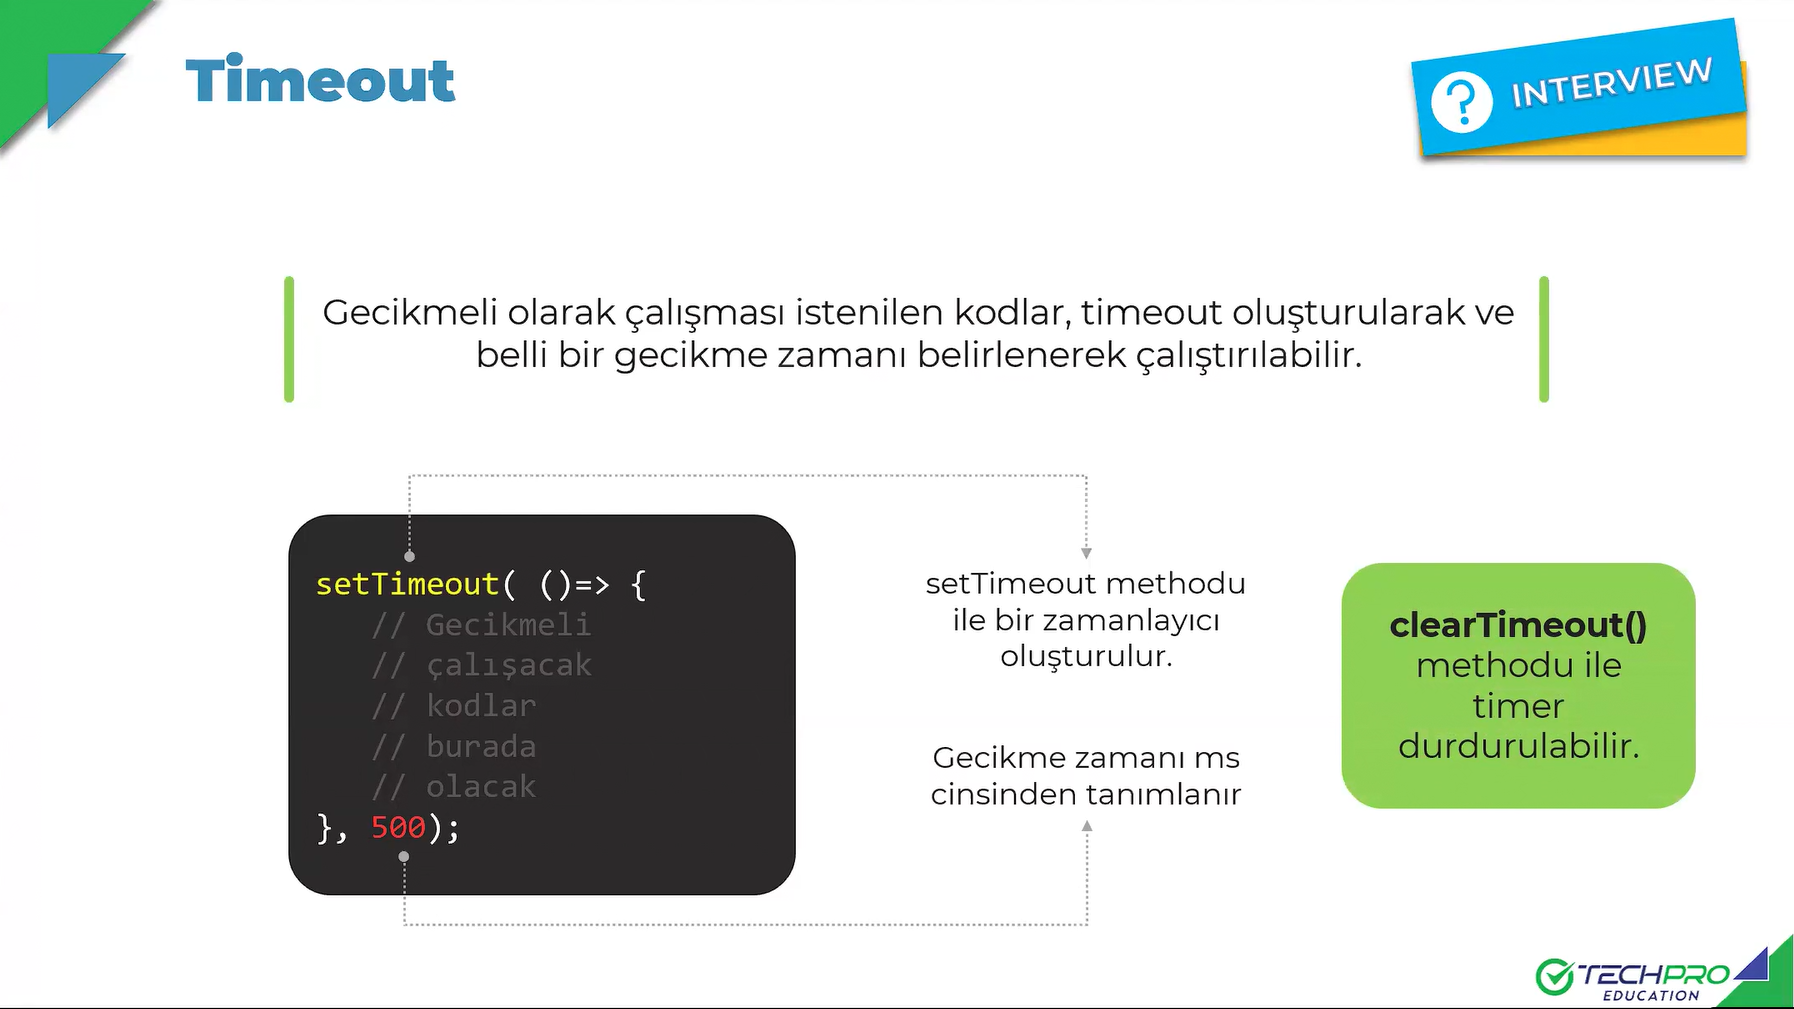 Timeout
? INTERVIEW
Gecikmeli olarak çalışması istenilen kodlar, timeout oluşturularak ve
belli bir gecikme zamanı belirlenerek çalıştırılabilir.
setTimeout( ()=> {
// Gecikmeli
// çalışacak
// kodlar
// burada
// olacak
}, 500);
setTimeout methodu
ile bir zamanlayıcı
oluşturulur.
Gecikme zamanı ms
cinsinden tanımlanır
clearTimeout()
methodu ile
timer
durdurulabilir.
TECHPRO
EDUCATION